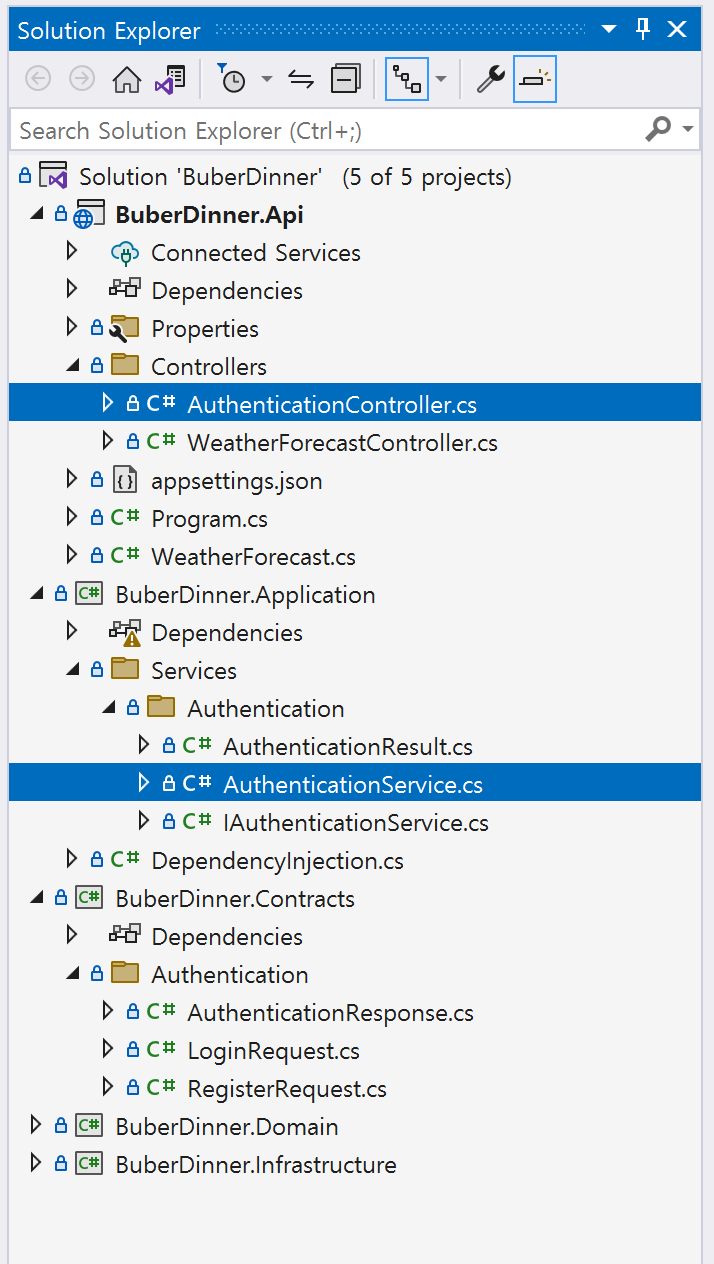 Solution Explorer
Search Solution Explorer (Ctrl+;)
Solution 'BuberDinner' (5 of 5 projects)
BuberDinner.Api
Connected Services
Dependencies
Properties
Controllers
C# AuthenticationController.cs
C# WeatherForecastController.cs
appsettings.json
C# Program.cs
C# WeatherForecast.cs
C# BuberDinner.Application
Dependencies
Services
Authentication
C# AuthenticationResult.cs
C# AuthenticationService.cs
C# IAuthenticationService.cs
C# DependencyInjection.cs
C# BuberDinner.Contracts
Dependencies
Authentication
C# AuthenticationResponse.cs
C# LoginRequest.cs
C# RegisterRequest.cs
C# BuberDinner.Domain
C# BuberDinner.Infrastructure